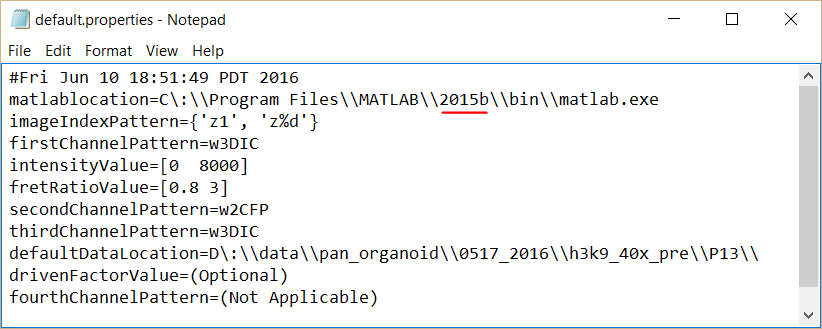 default.properties - Notepad
File Edit Format View Help
#Fri Jun 10 18:51:49 PDT 2016
matlablocation=C\:\\Program Files\\MATLAB\\2015b\\bin\\matlab.exe
imageIndexPattern={'z1', 'z%d'}
firstChannelPattern=w3DIC
intensityValue=[0  8000]
fretRatioValue=[0.8 3]
secondChannelPattern=w2CFP
thirdChannelPattern=w3DIC
defaultDataLocation=D\:\\data\\pan_organoid\\0517_2016\\h3k9_40x_pre\\P13\\
drivenFactorValue=(Optional)
fourthChannelPattern=(Not Applicable)